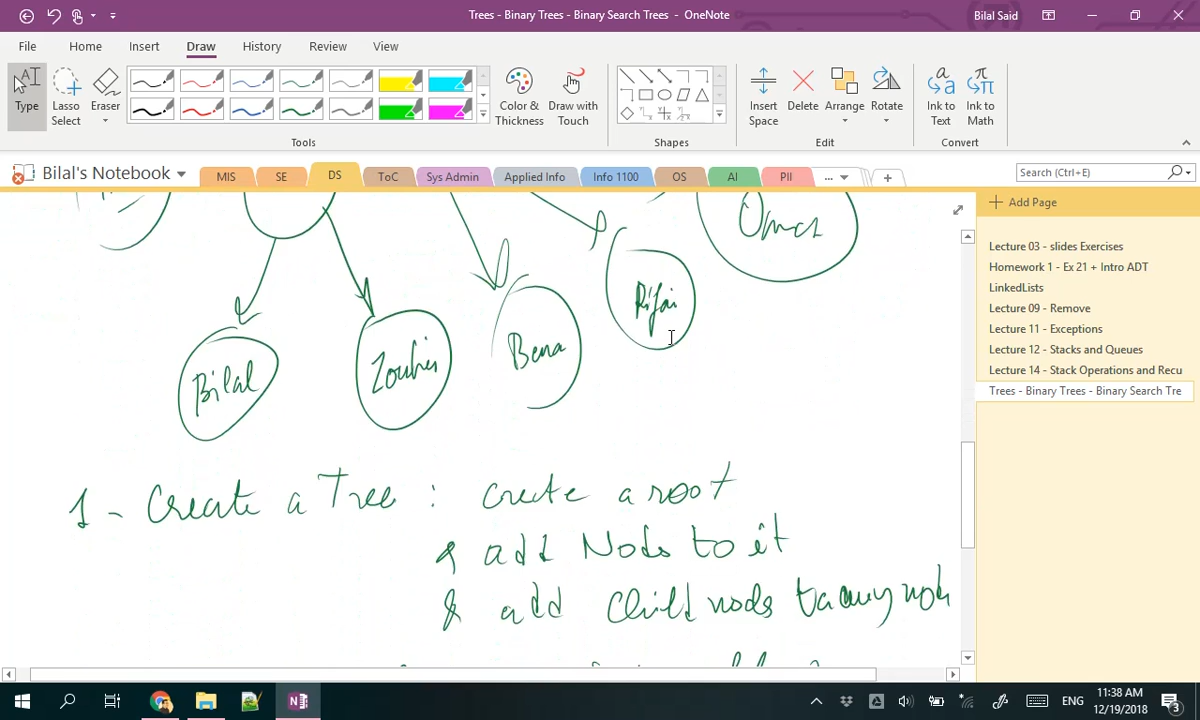 Trees - Binary Trees - Binary Search Trees - OneNote
Bilal Said
File Home Insert Draw History Review View
Type
Lasso Select
Eraser
Color & Thickness
Draw with Touch
Insert Space
Delete
Arrange
Rotate
Ink to Text
Ink to Math
Tools Shapes Edit Convert
Bilal's Notebook MIS SE DS ToC Sys Admin Applied Info Info 1100 OS AI PII ... +
Search (Ctrl+E)
Add Page
Lecture 03 - slides Exercises
Homework 1 - Ex 21 + Intro ADT
LinkedLists
Lecture 09 - Remove
Lecture 11 - Exceptions
Lecture 12 - Stacks and Queues
Lecture 14 - Stack Operations and Recu
Trees - Binary Trees - Binary Search Tre
Omar
Rifai
Bilal
1 - Create a Tree : create a root
& add Nods to it
& add child nods to any nod
ENG
11:38 AM
12/19/2018
3